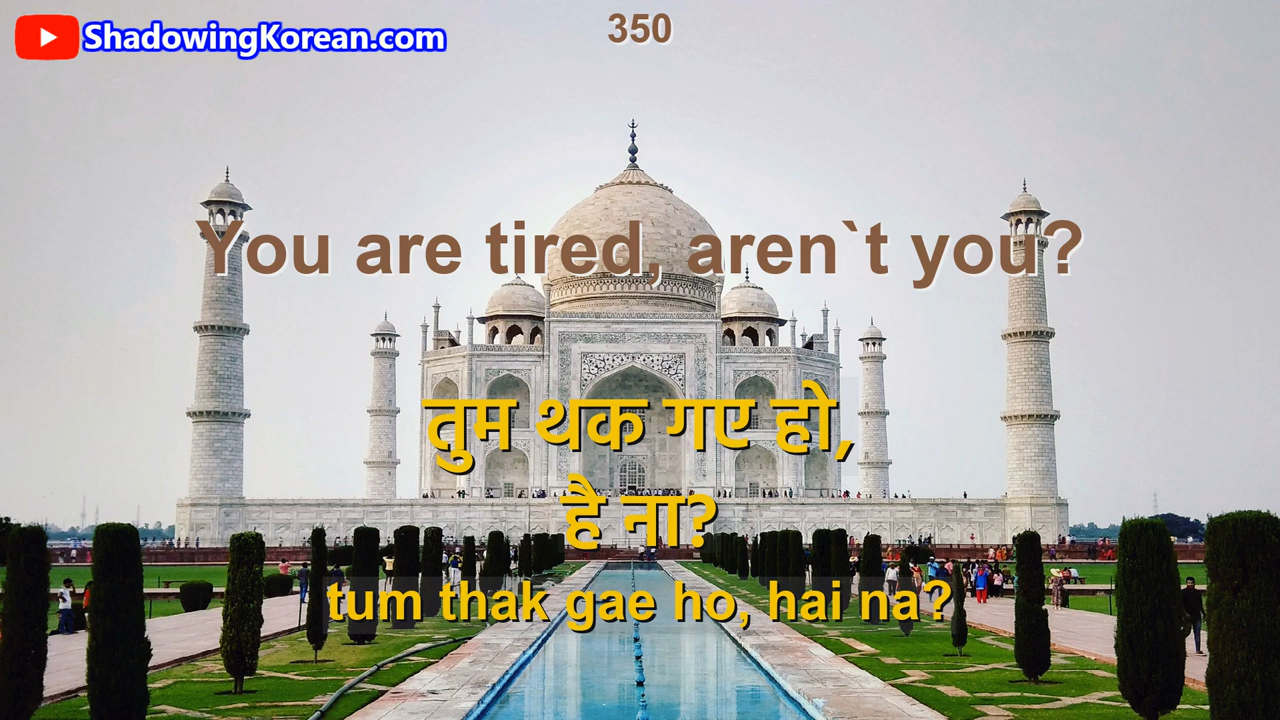 ShadowingKorean.com
350
You are tired, aren`t you?
तुम थक गए हो,
है ना?
tum thak gae ho, hai na?